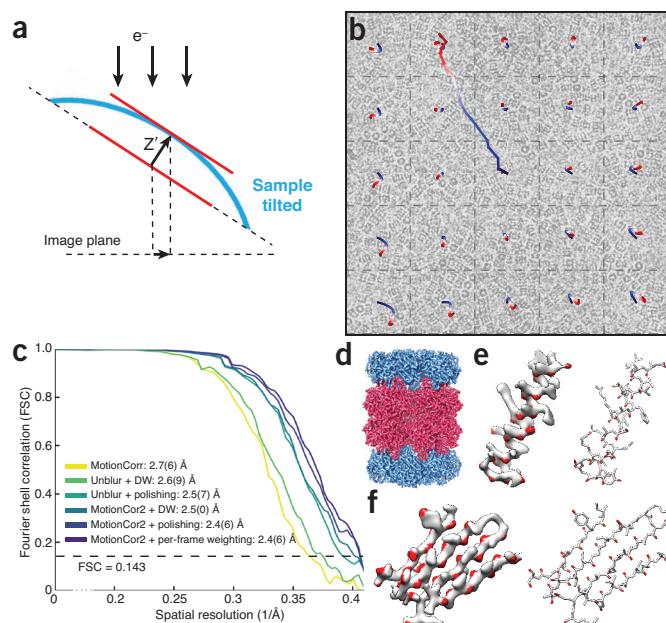 a
e–
Z′
Sample
tilted
Image plane
b
c
Fourier shell correlation (FSC)
1.0
0.8
0.6
0.4
0.2
0
MotionCorr: 2.7(6) Å
Unblur + DW: 2.6(9) Å
Unblur + polishing: 2.5(7) Å
MotionCor2 + DW: 2.5(0) Å
MotionCor2 + polishing: 2.4(6) Å
MotionCor2 + per-frame weighting: 2.4(6) Å
FSC = 0.143
0
0.2
0.25
0.3
0.35
0.4
Spatial resolution (1/Å)
d
e
f